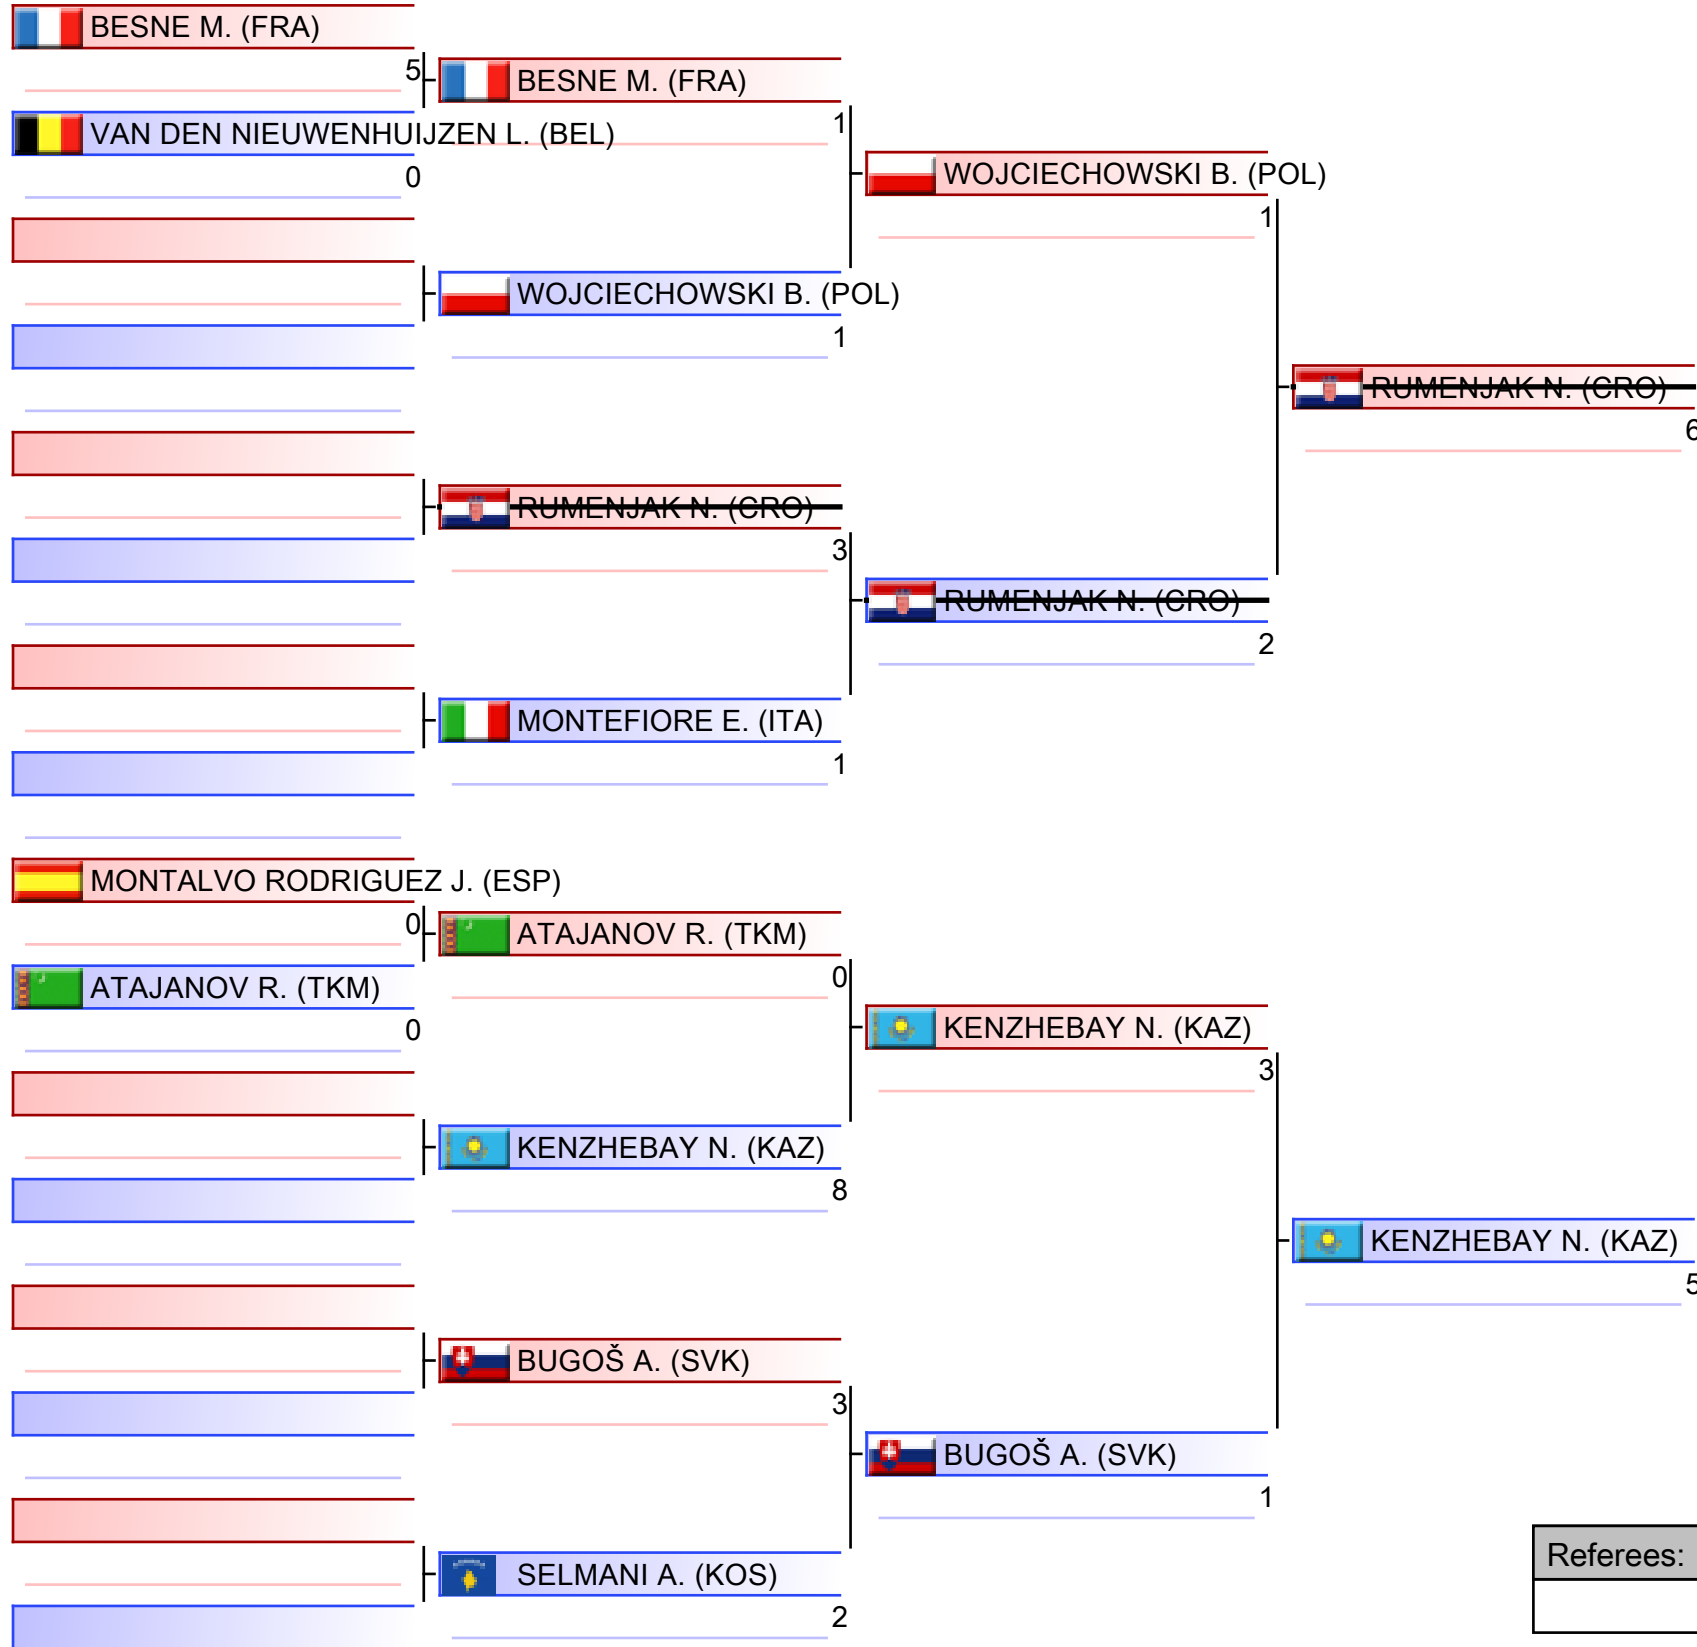 BESNE M. (FRA)
5
VAN DEN NIEUWENHUIJZEN L. (BEL)
0
MONTALVO RODRIGUEZ J. (ESP)
0
ATAJANOV R. (TKM)
0
BESNE M. (FRA)
1
WOJCIECHOWSKI B. (POL)
1
RUMENJAK N. (CRO)
3
MONTEFIORE E. (ITA)
1
ATAJANOV R. (TKM)
0
KENZHEBAY N. (KAZ)
8
BUGOŠ A. (SVK)
3
SELMANI A. (KOS)
2
WOJCIECHOWSKI B. (POL)
1
RUMENJAK N. (CRO)
2
KENZHEBAY N. (KAZ)
3
BUGOŠ A. (SVK)
1
RUMENJAK N. (CRO)
6
KENZHEBAY N. (KAZ)
5
Referees: